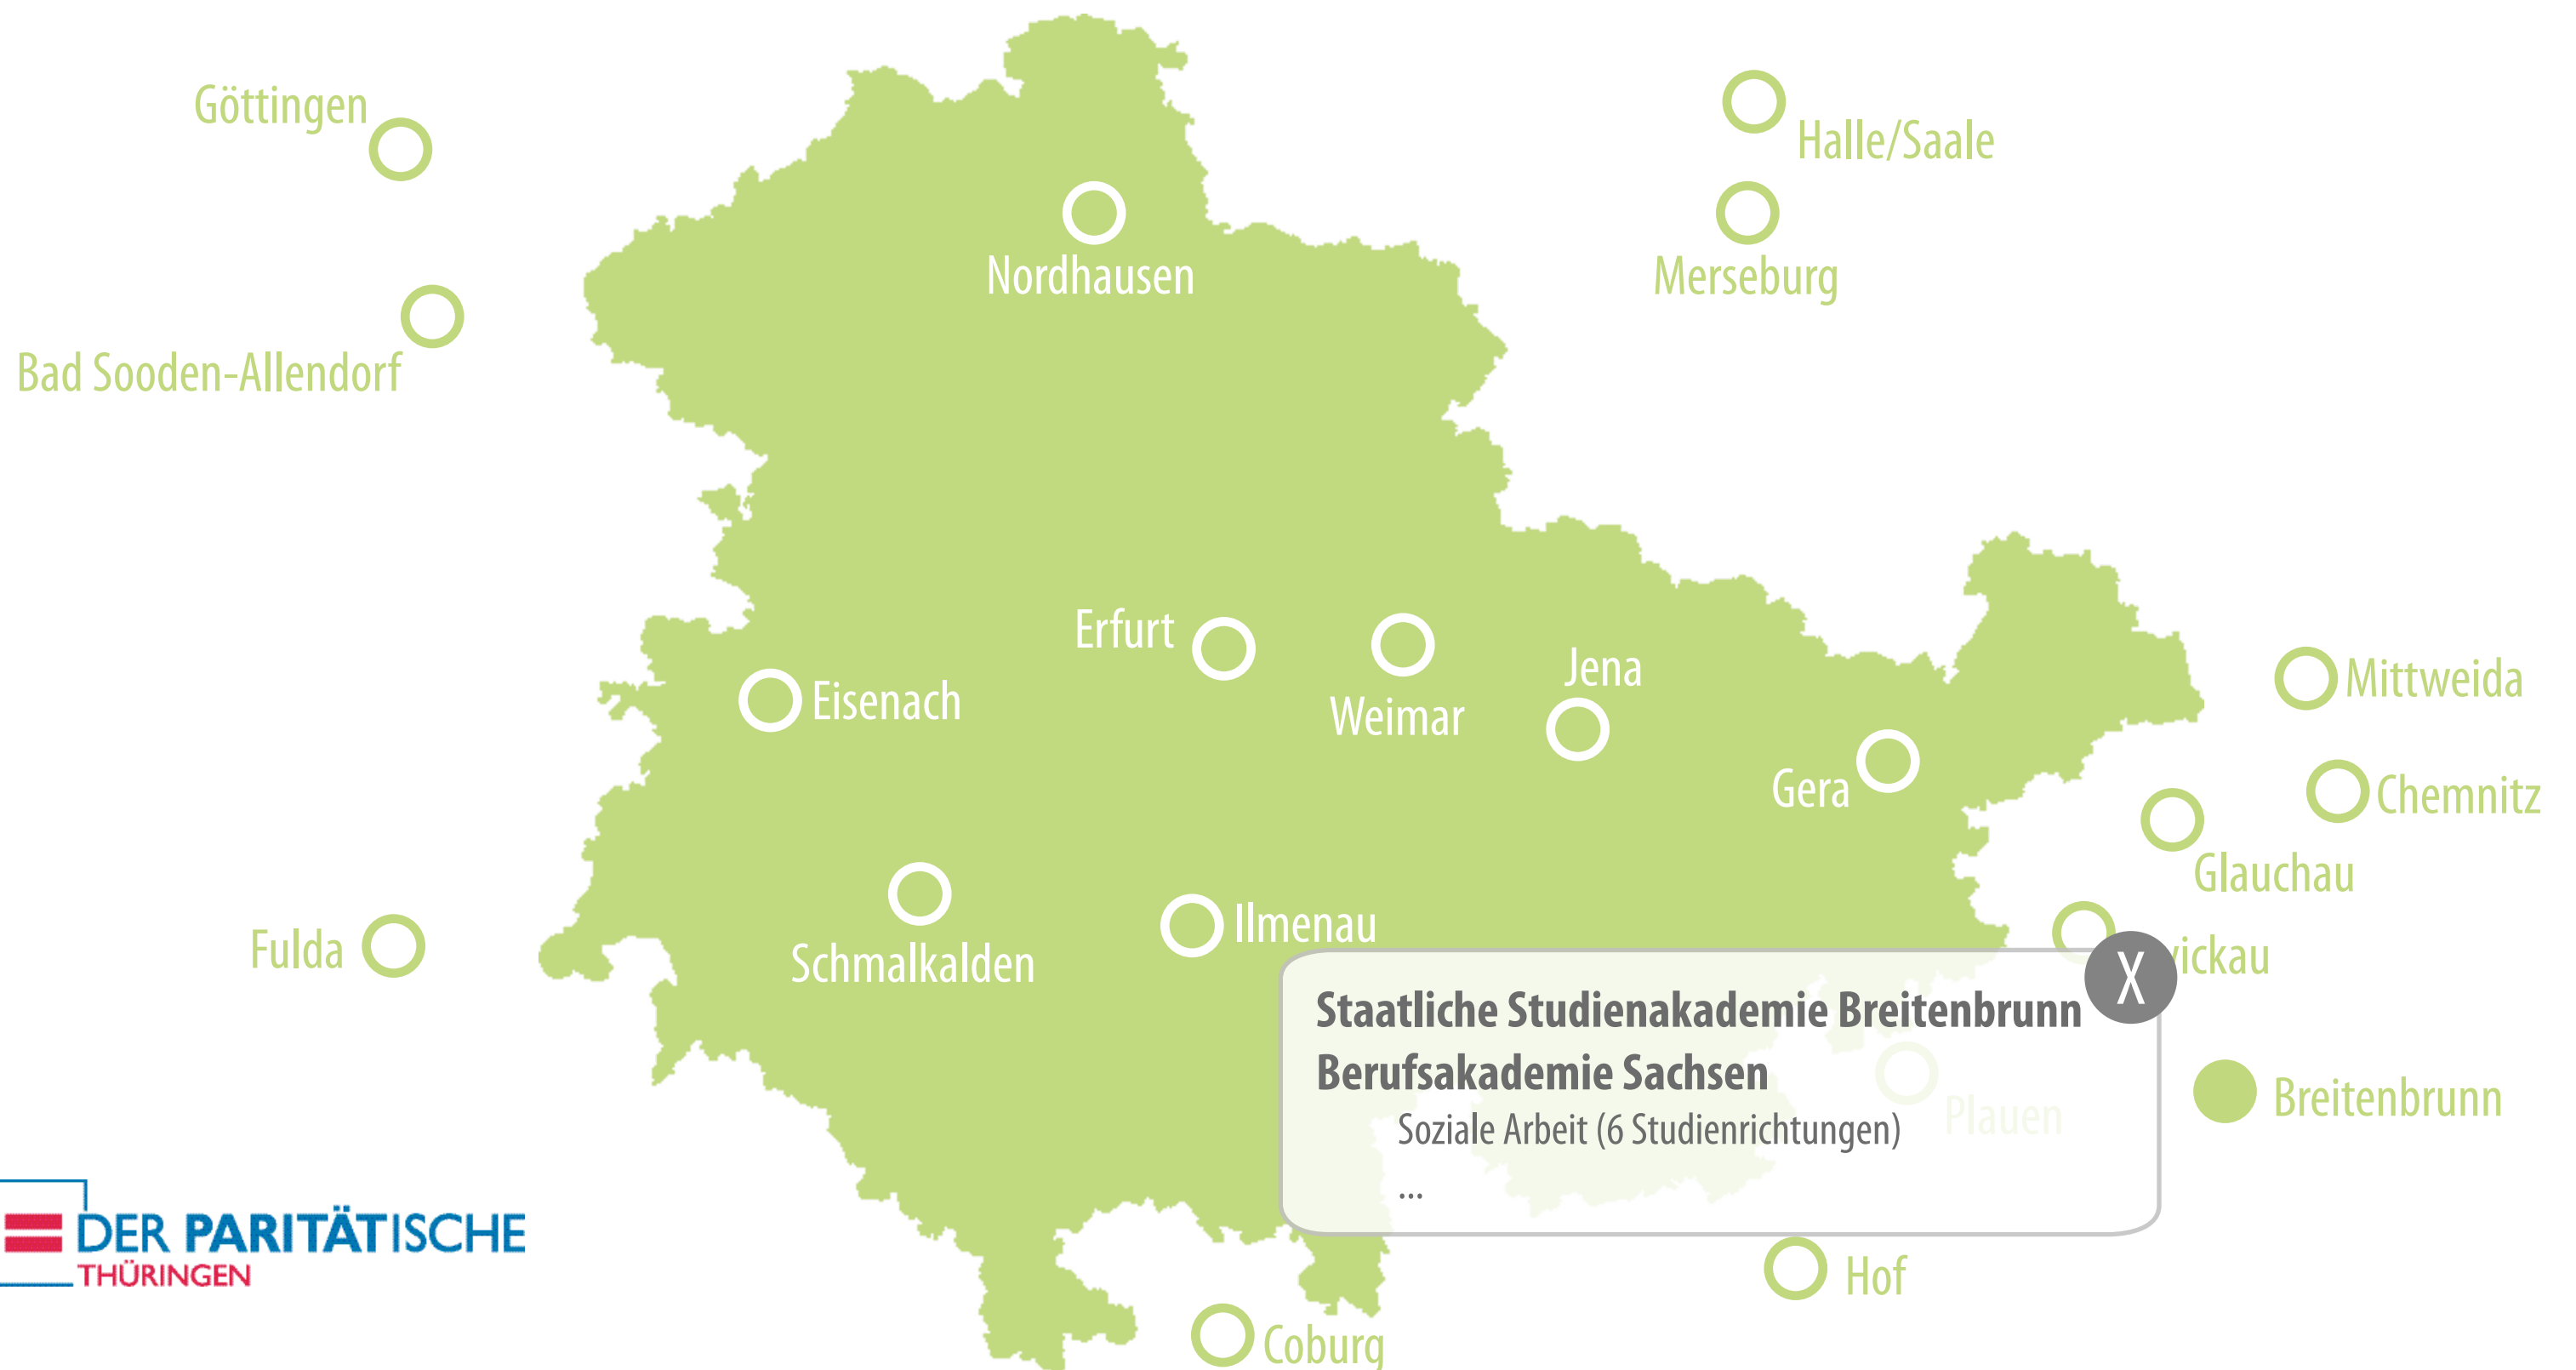 Göttingen
Halle/Saale
Nordhausen
Merseburg
Bad Sooden-Allendorf
Erfurt
Weimar
Jena
Eisenach
Mittweida
Gera
Chemnitz
Glauchau
Schmalkalden
Ilmenau
Fulda
ickau
X
Staatliche Studienakademie Breitenbrunn
Berufsakademie Sachsen
Soziale Arbeit (6 Studienrichtungen)
...
Plauen
Breitenbrunn
DER PARITÄTISCHE
THÜRINGEN
Hof
Coburg